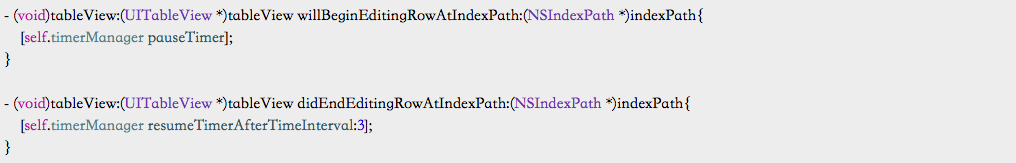 - (void)tableView:(UITableView *)tableView willBeginEditingRowAtIndexPath:(NSIndexPath *)indexPath{
[self.timerManager pauseTimer];
}
- (void)tableView:(UITableView *)tableView didEndEditingRowAtIndexPath:(NSIndexPath *)indexPath{
[self.timerManager resumeTimerAfterTimeInterval:3];
}